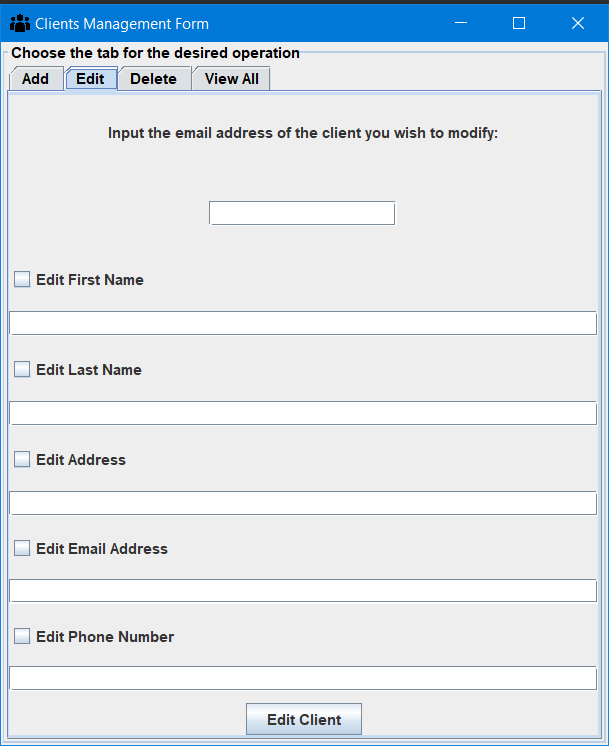 Clients Management Form
Choose the tab for the desired operation
Add Edit Delete View All
Input the email address of the client you wish to modify:
Edit First Name
Edit Last Name
Edit Address
Edit Email Address
Edit Phone Number
Edit Client